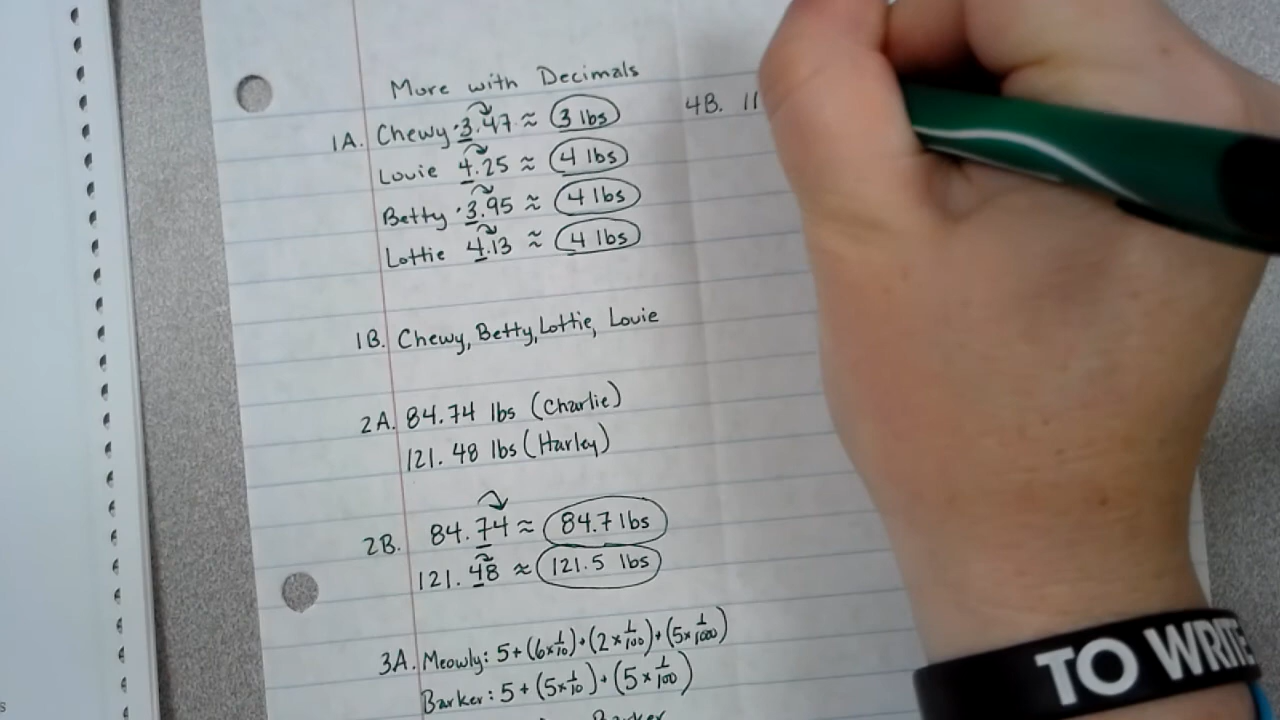 More with Decimals
1A. Chewy · 3.47 ≈ 3 lbs
Louie 4.25 ≈ 4 lbs
Betty · 3.95 ≈ 4 lbs
Lottie 4.13 ≈ 4 lbs
1B. Chewy, Betty, Lottie, Louie
2A. 84.74 lbs (Charlie)
121.48 lbs (Harley)
2B. 84.74 ≈ 84.7 lbs
121.48 ≈ 121.5 lbs
3A. Meowly: 5 + (6 × 1/10) + (2 × 1/100) + (5 × 1/1000)
Barker: 5 + (5 × 1/10) + (5 × 1/100)
Barker
4B. 11
TO WRITE